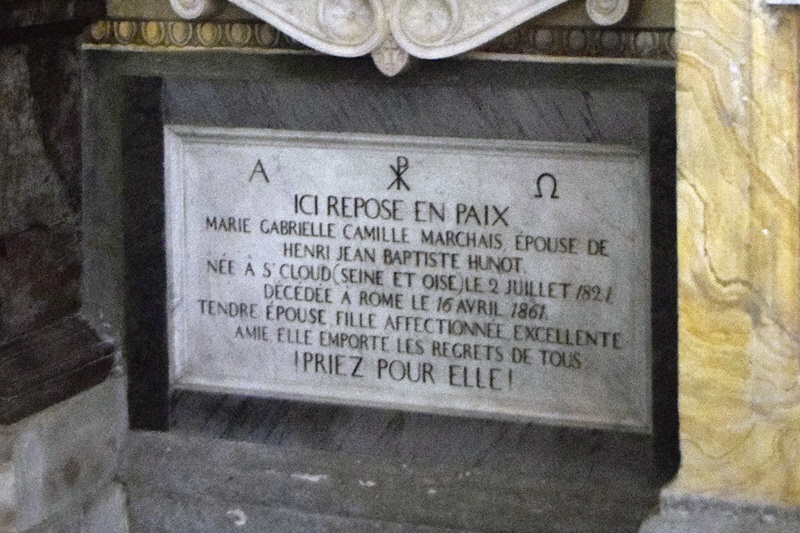 Α ☧ Ω
ICI REPOSE EN PAIX
MARIE GABRIELLE CAMILLE MARCHAIS, ÉPOUSE DE
HENRI JEAN BAPTISTE HUNOT.
NÉE À ST CLOUD (SEINE ET OISE) LE 2 JUILLET 1821.
DÉCÉDÉE À ROME LE 16 AVRIL 1861.
TENDRE ÉPOUSE FILLE AFFECTIONNÉE, EXCELLENTE
AMIE ELLE EMPORTE LES REGRETS DE TOUS.
!PRIEZ POUR ELLE!